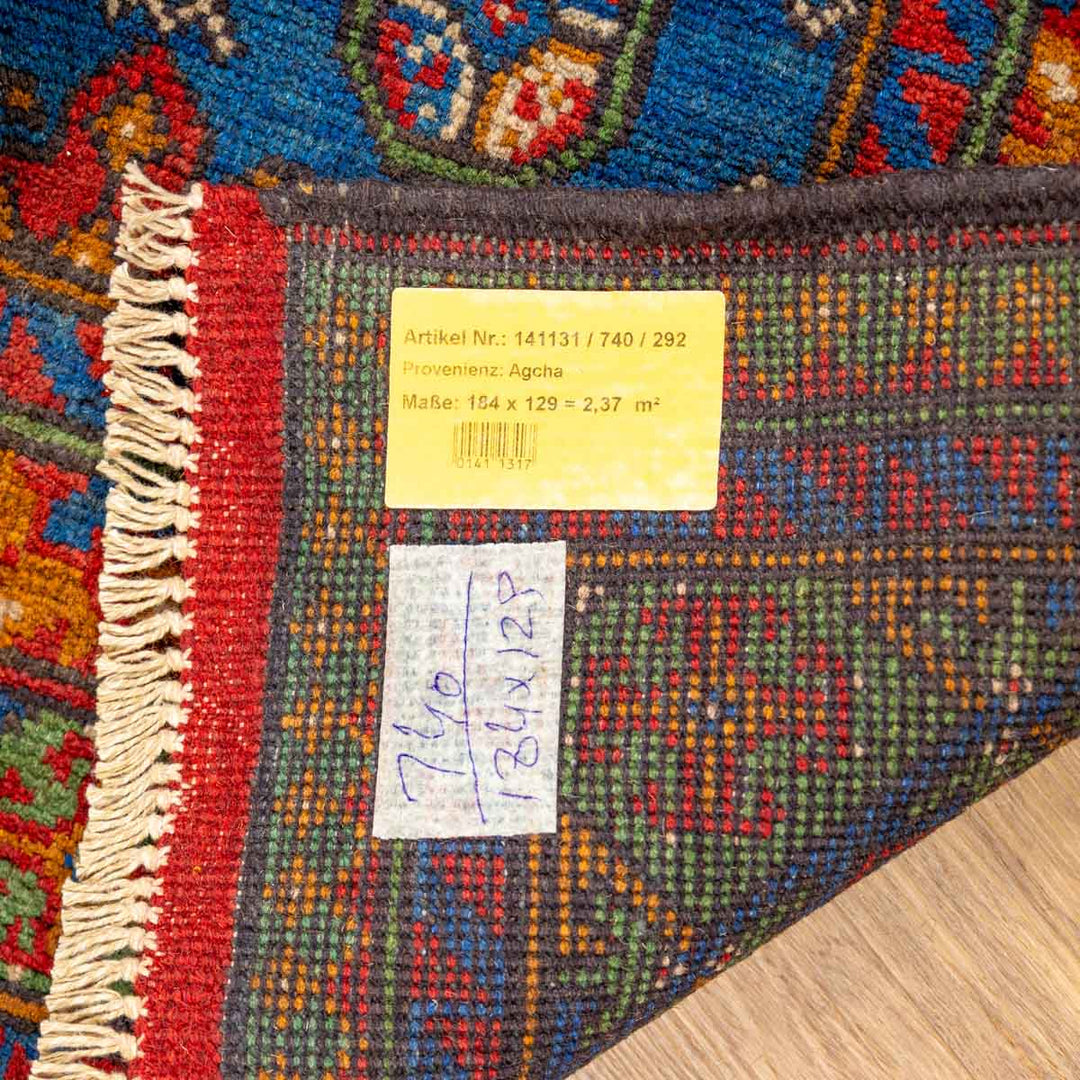 Artikel Nr.: 141131 / 740 / 292
Provenienz: Agcha
Maße: 184 x 129 = 2,37 m²
0141 1317
740
184x128